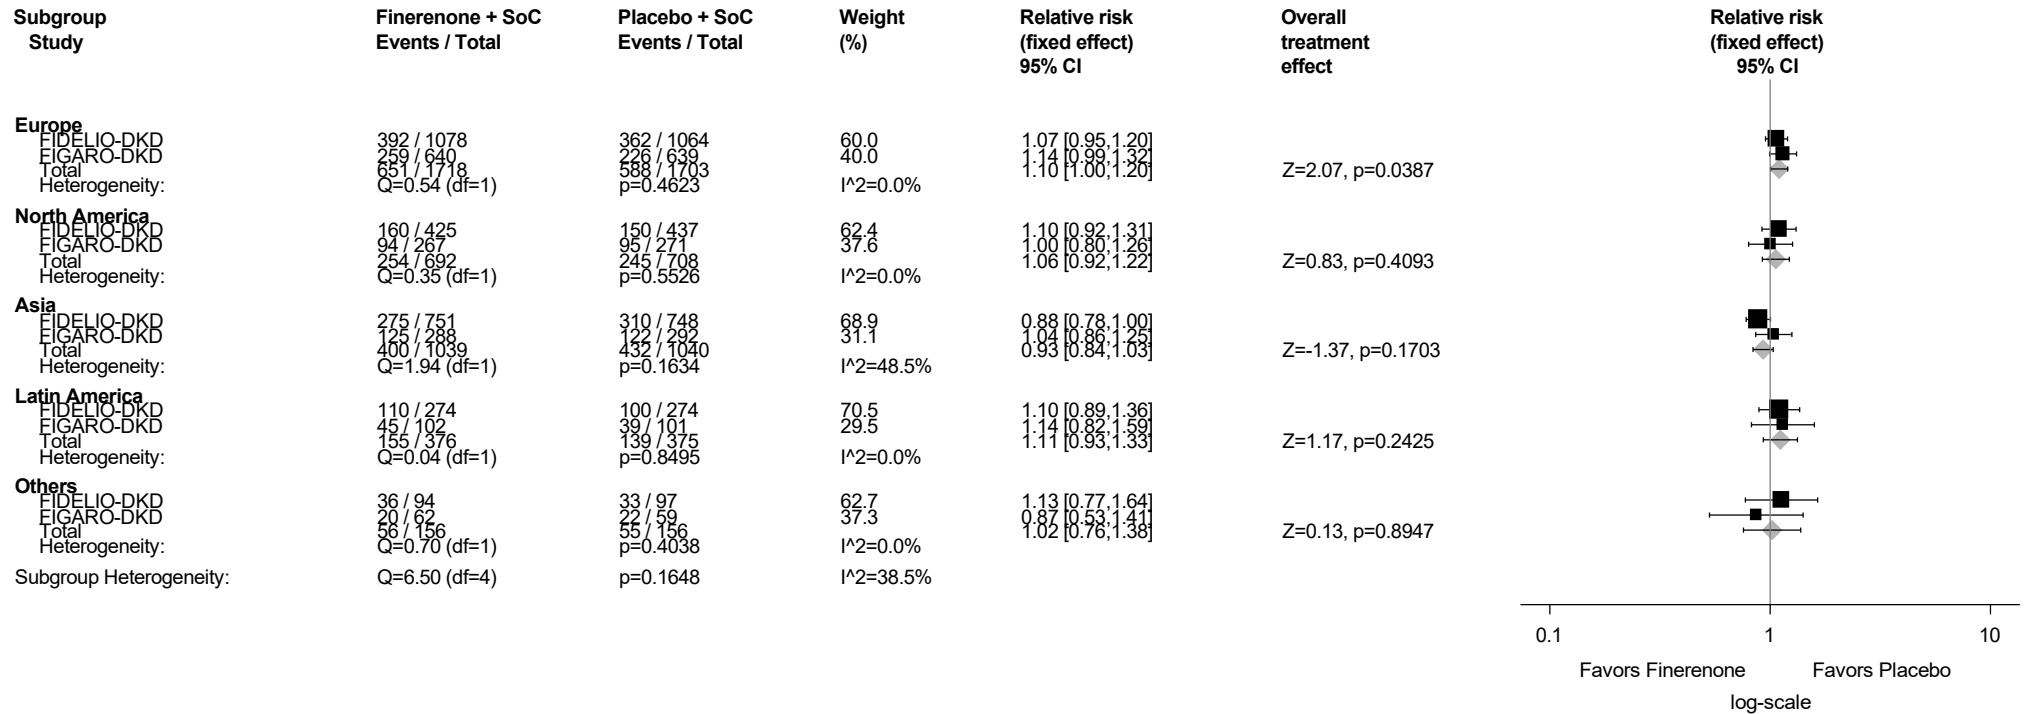 Subgroup Finerenone + SoC Placebo + SoC Weight Relative risk Overall Relative risk
Study Events / Total Events / Total (%) (fixed effect) treatment (fixed effect)
95% CI effect 95% CI
Europe
FIDELIO-DKD 392 / 1078 362 / 1064 60.0 1.07 [0.95,1.20]
FIGARO-DKD 259 / 640 226 / 639 40.0 1.14 [0.99,1.32]
Total 651 / 1718 588 / 1703 1.10 [1.00,1.20] Z=2.07, p=0.0387
Heterogeneity: Q=0.54 (df=1) p=0.4623 I^2=0.0%
North America
FIDELIO-DKD 160 / 425 150 / 437 62.4 1.10 [0.92,1.31]
FIGARO-DKD 94 / 267 95 / 271 37.6 1.00 [0.80,1.26]
Total 254 / 692 245 / 708 1.06 [0.92,1.22] Z=0.83, p=0.4093
Heterogeneity: Q=0.35 (df=1) p=0.5526 I^2=0.0%
Asia
FIDELIO-DKD 275 / 751 310 / 748 68.9 0.88 [0.78,1.00]
FIGARO-DKD 125 / 288 122 / 292 31.1 1.04 [0.86,1.25]
Total 400 / 1039 432 / 1040 0.93 [0.84,1.03] Z=-1.37, p=0.1703
Heterogeneity: Q=1.94 (df=1) p=0.1634 I^2=48.5%
Latin America
FIDELIO-DKD 110 / 274 100 / 274 70.5 1.10 [0.89,1.36]
FIGARO-DKD 45 / 102 39 / 101 29.5 1.14 [0.82,1.59]
Total 155 / 376 139 / 375 1.11 [0.93,1.33] Z=1.17, p=0.2425
Heterogeneity: Q=0.04 (df=1) p=0.8495 I^2=0.0%
Others
FIDELIO-DKD 36 / 94 33 / 97 62.7 1.13 [0.77,1.64]
FIGARO-DKD 20 / 62 22 / 59 37.3 0.87 [0.53,1.41]
Total 56 / 156 55 / 156 1.02 [0.76,1.38] Z=0.13, p=0.8947
Heterogeneity: Q=0.70 (df=1) p=0.4038 I^2=0.0%
Subgroup Heterogeneity: Q=6.50 (df=4) p=0.1648 I^2=38.5%
0.1 1 10
Favors Finerenone Favors Placebo
log-scale